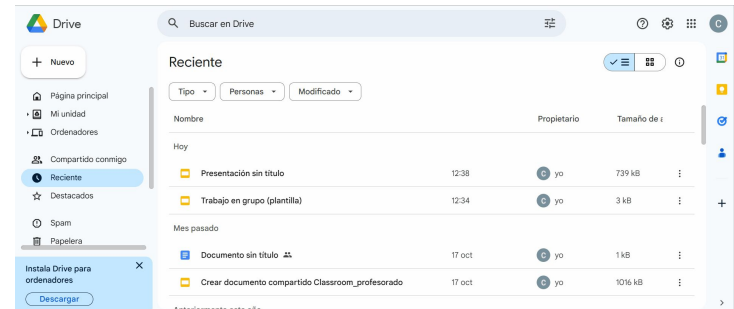 Drive
Buscar en Drive
C
Nuevo
Reciente
Tipo
Personas
Modificado
Página principal
Mi unidad
Ordenadores
Compartido conmigo
Reciente
Destacados
Spam
Papelera
Instala Drive para
ordenadores
Descargar
Nombre Propietario Tamaño de
Hoy
Presentación sin título 12:38 C yo 739 kB
Trabajo en grupo (plantilla) 12:34 C yo 3 kB
Mes pasado
Documento sin título 17 oct C yo 1 kB
Crear documento compartido Classroom_profesorado 17 oct C yo 1016 kB